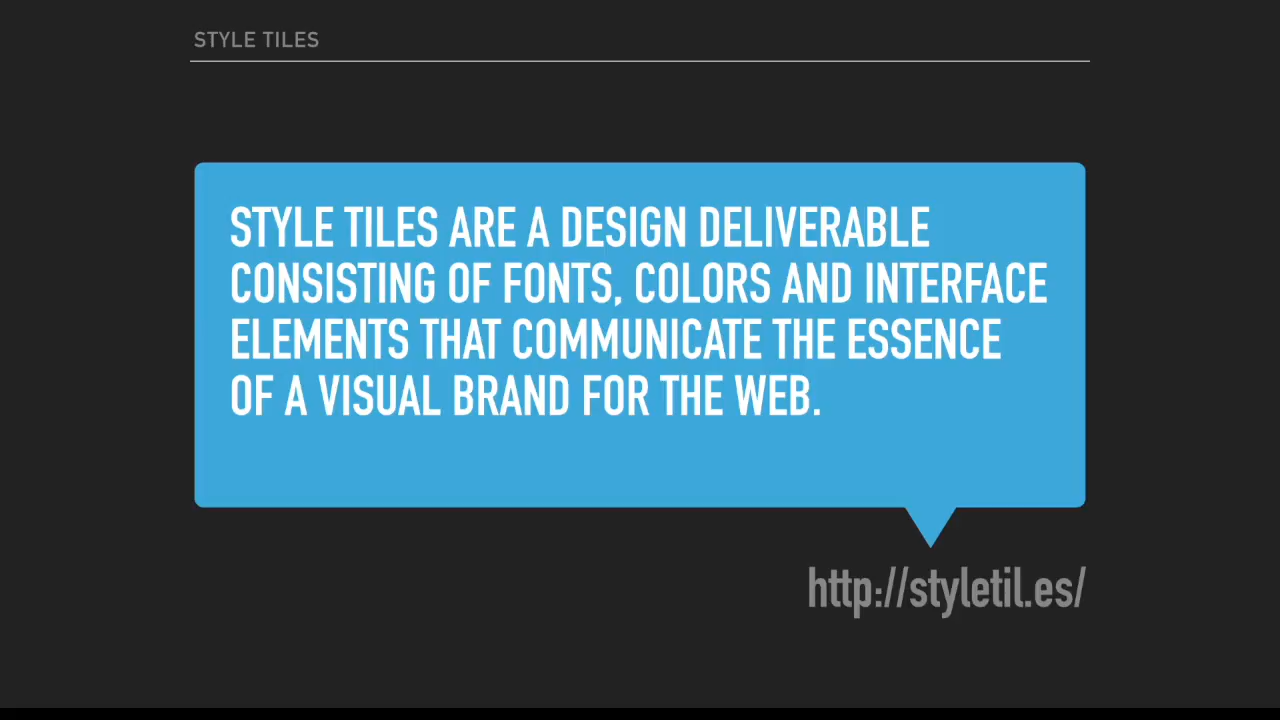 STYLE TILES
STYLE TILES ARE A DESIGN DELIVERABLE
CONSISTING OF FONTS, COLORS AND INTERFACE
ELEMENTS THAT COMMUNICATE THE ESSENCE
OF A VISUAL BRAND FOR THE WEB.
http://styletil.es/